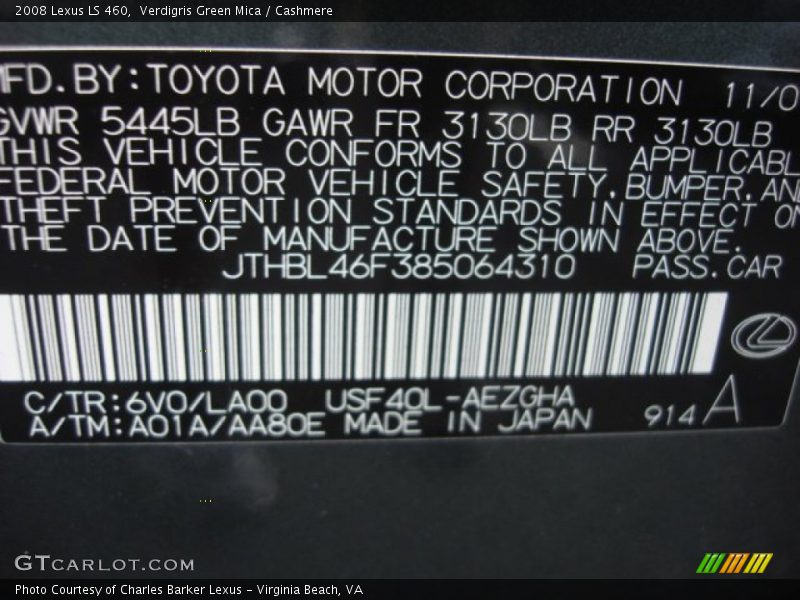 2008 Lexus LS 460, Verdigris Green Mica / Cashmere
MFD.BY:TOYOTA MOTOR CORPORATION 11/0
GVWR 5445LB GAWR FR 3130LB RR 3130LB
THIS VEHICLE CONFORMS TO ALL APPLICABL
FEDERAL MOTOR VEHICLE SAFETY,BUMPER,AND
THEFT PREVENTION STANDARDS IN EFFECT ON
THE DATE OF MANUFACTURE SHOWN ABOVE.
JTHBL46F385064310 PASS.CAR
C/TR:6V0/LA00 USF40L-AEZGHA
A/TM:A01A/AA80E MADE IN JAPAN 914 A
GTCARLOT.COM
Photo Courtesy of Charles Barker Lexus - Virginia Beach, VA